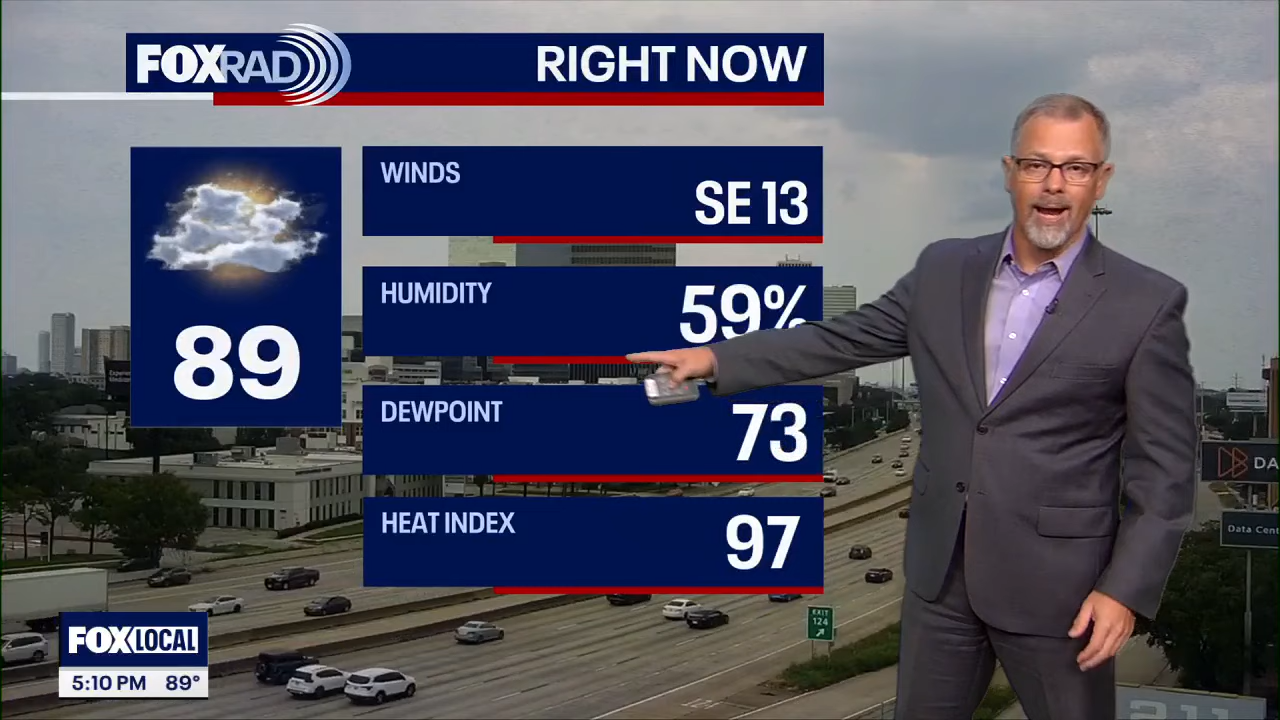 FOXRAD
RIGHT NOW
WINDS
SE 13
HUMIDITY
59%
89
DEWPOINT
73
HEAT INDEX
97
EXIT
124
DA
Data Cent
FOX LOCAL
5:10 PM 89°